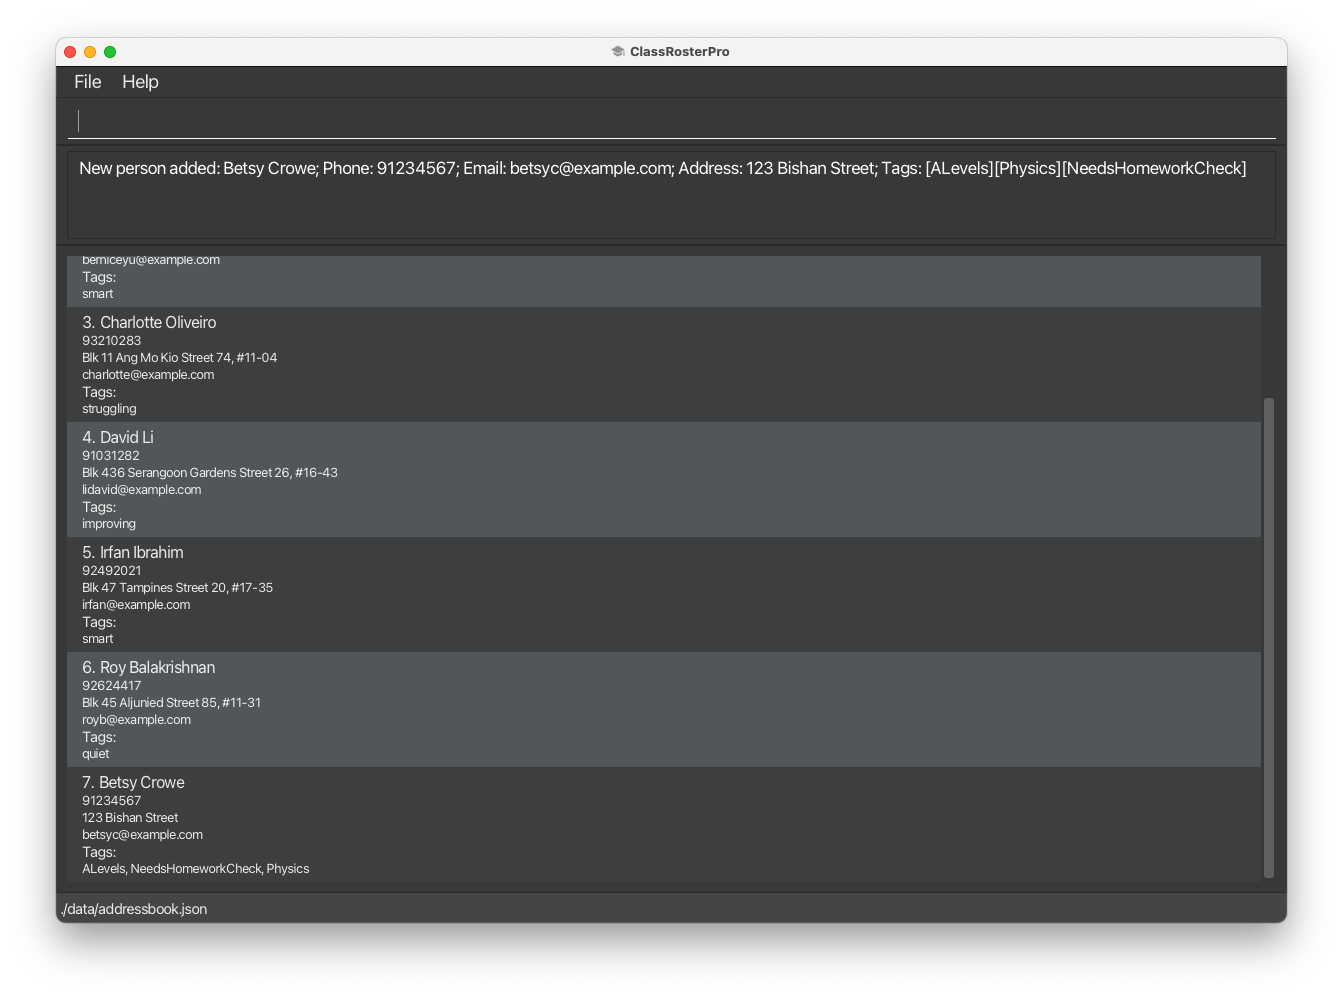 ClassRosterPro
File Help
New person added: Betsy Crowe; Phone: 91234567; Email: betsyc@example.com; Address: 123 Bishan Street; Tags: [ALevels][Physics][NeedsHomeworkCheck]
berniceyu@example.com
Tags:
smart
3. Charlotte Oliveiro
93210283
Blk 11 Ang Mo Kio Street 74, #11-04
charlotte@example.com
Tags:
struggling
4. David Li
91031282
Blk 436 Serangoon Gardens Street 26, #16-43
lidavid@example.com
Tags:
improving
5. Irfan Ibrahim
92492021
Blk 47 Tampines Street 20, #17-35
irfan@example.com
Tags:
smart
6. Roy Balakrishnan
92624417
Blk 45 Aljunied Street 85, #11-31
royb@example.com
Tags:
quiet
7. Betsy Crowe
91234567
123 Bishan Street
betsyc@example.com
Tags:
ALevels, NeedsHomeworkCheck, Physics
./data/addressbook.json